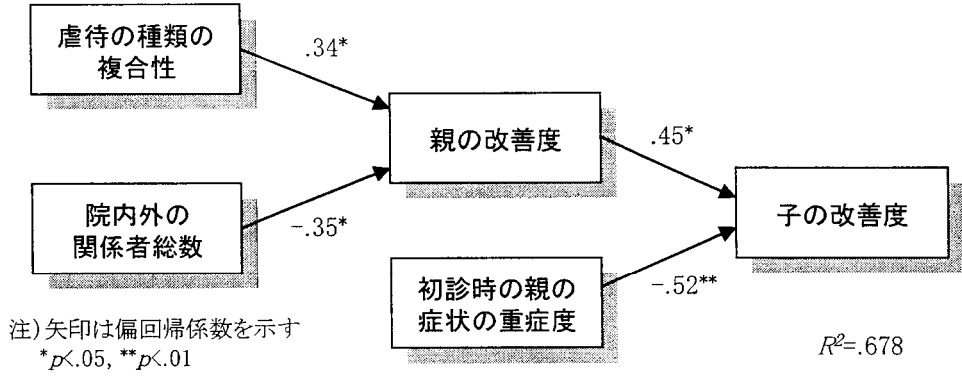 虐待の種類の
複合性
.34*
親の改善度
.45*
院内外の
関係者総数
-.35*
子の改善度
初診時の親の
症状の重症度
-.52**
注)矢印は偏回帰係数を示す
*p<.05, **p<.01
R²=.678